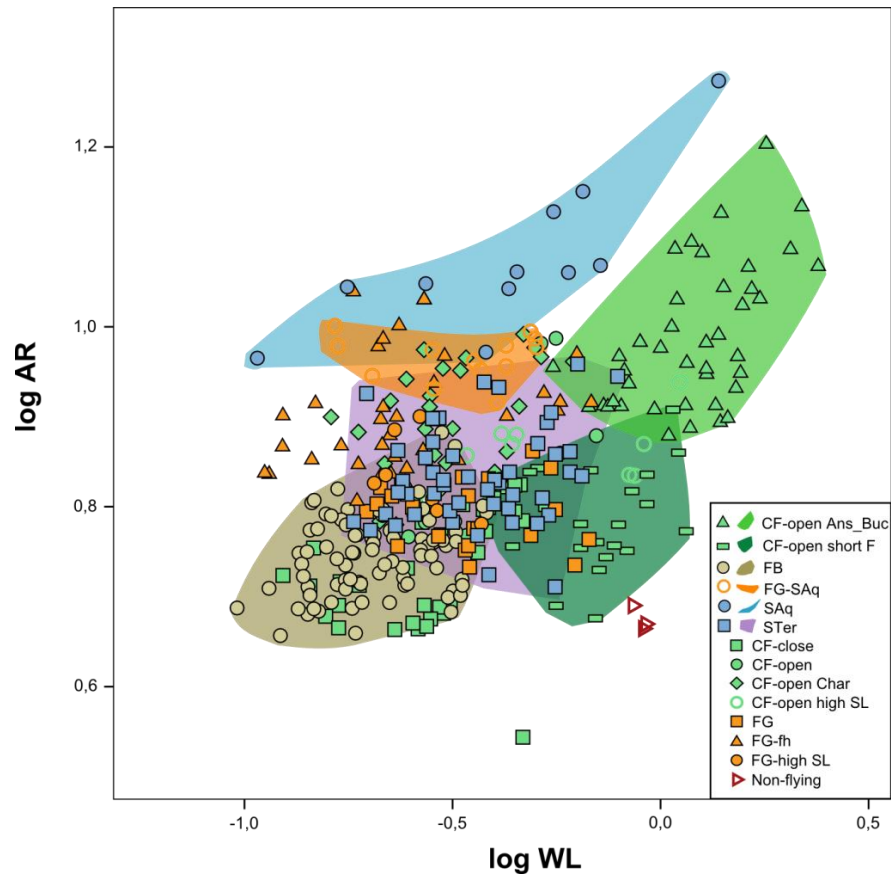 log AR
1,2
1,0
0,8
0,6
-1,0
-0,5
0,0
0,5
log WL
CF-open Ans_Buc
CF-open short F
FB
FG-SAq
SAq
STer
CF-close
CF-open
CF-open Char
CF-open high SL
FG
FG-fh
FG-high SL
Non-flying